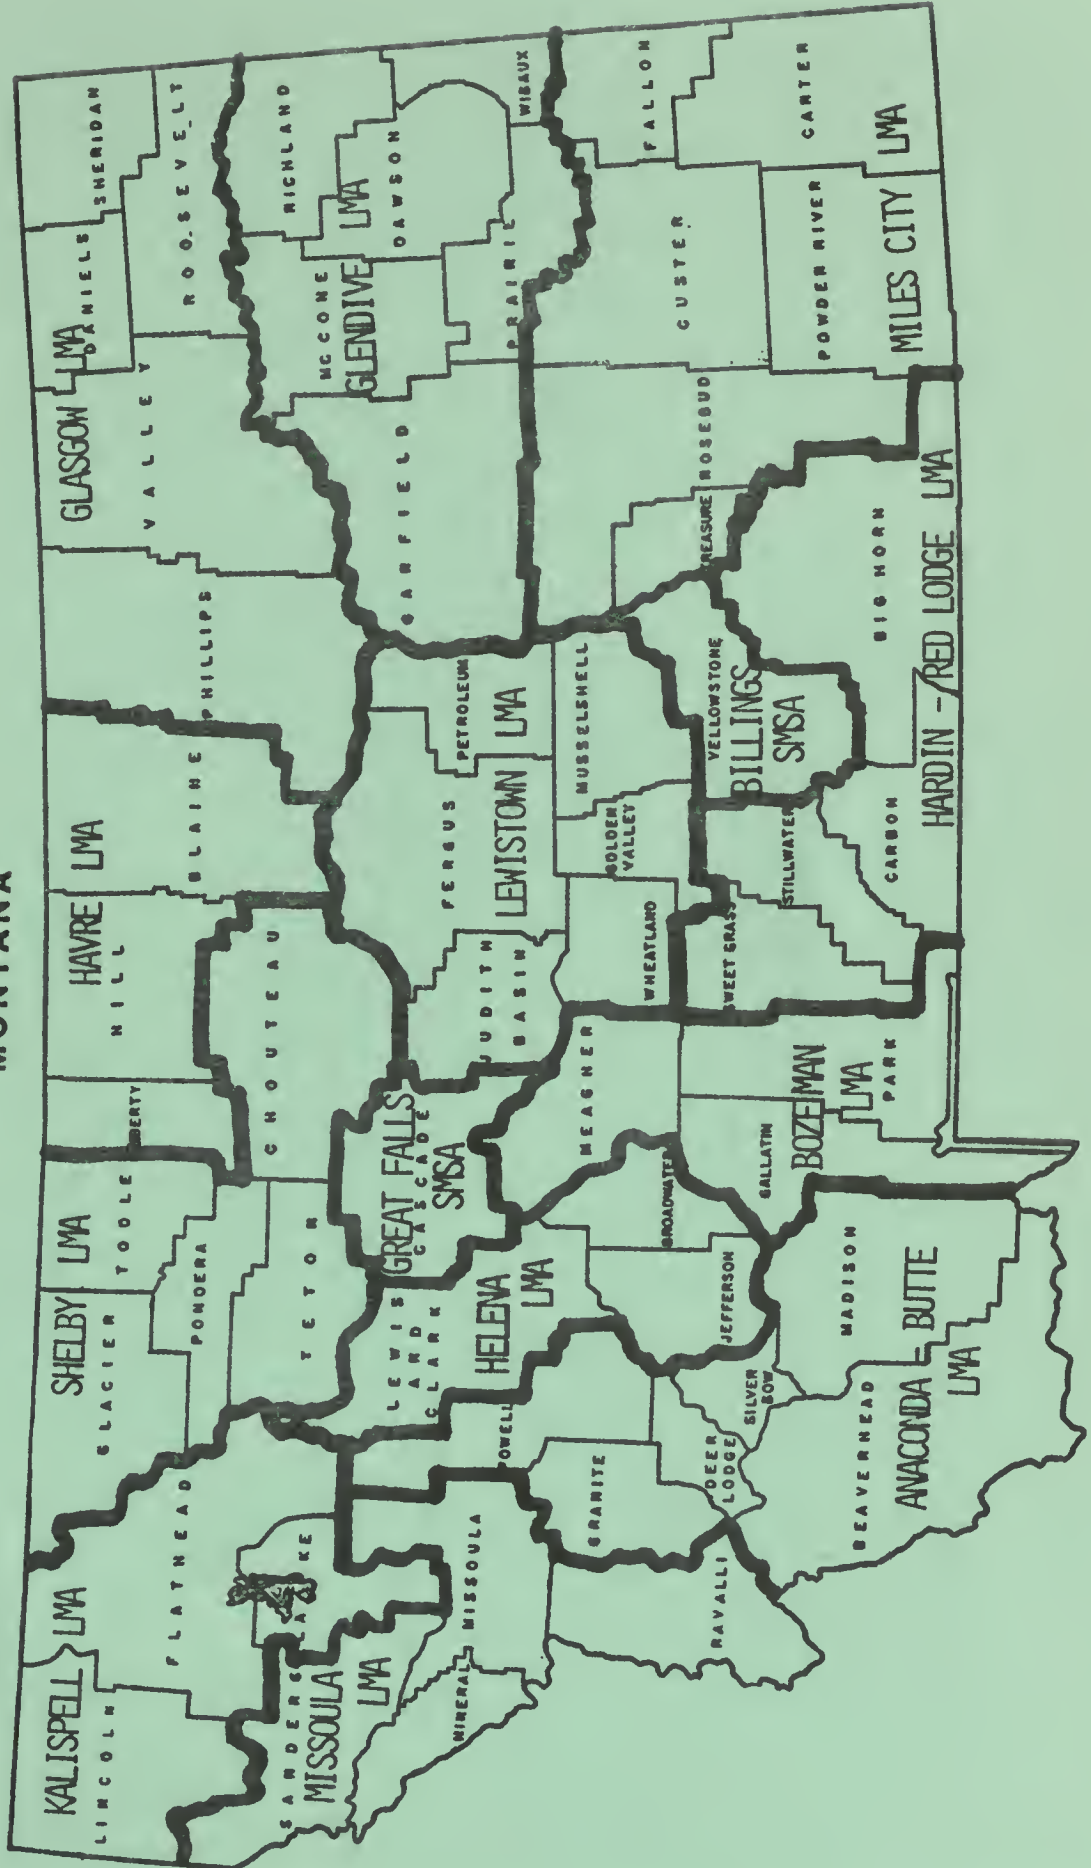 MONTANA
KALISPELL LMA
LINCOLN
FLATHEAD
LAKE
SANDERS
MISSOULA
LMA
MINERAL
MISSOULA
RAVALLI
SHELBY LMA
GLACIER
TOOLE
PONDERA
TETON
HAVRE LMA
HILL
BLAINE
CHOUTEAU
GREAT FALLS
CASCADE
SMSA
LEWIS
AND
CLARK
HELENA
LMA
POWELL
GRANITE
DEER
LODGE
SILVER
BOW
JEFFERSON
BROADWATER
MEAGHER
BEAVERHEAD
MADISON
ANACONDA - BUTTE
LMA
GALLATIN
BOZEMAN
LMA
PARK
GLASGOW LMA
PHILLIPS
VALLEY
DANIELS
SHERIDAN
ROOSEVELT
FERGUS
PETROLEUM
LEWISTOWN LMA
JUDITH
BASIN
WHEATLAND
GOLDEN
VALLEY
MUSSELSHELL
GARFIELD
MCCONE
GLENDIVE
LMA
RICHLAND
DAWSON
PRAIRIE
WIBAUX
YELLOWSTONE
BILLINGS
SMSA
SWEET GRASS
STILLWATER
CARBON
BIG HORN
HARDIN - RED LODGE LMA
TREASURE
ROSEBUD
CUSTER
FALLON
POWDER RIVER
CARTER
MILES CITY LMA